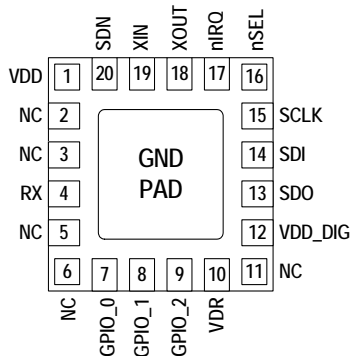 SDN
XIN
XOUT
nIRQ
nSEL
20
19
18
17
16
VDD 1
15 SCLK
NC 2
14 SDI
NC 3
GND
PAD
13 SDO
RX 4
12 VDD_DIG
NC 5
11 NC
6
7
8
9
10
NC
GPIO_0
GPIO_1
GPIO_2
VDR